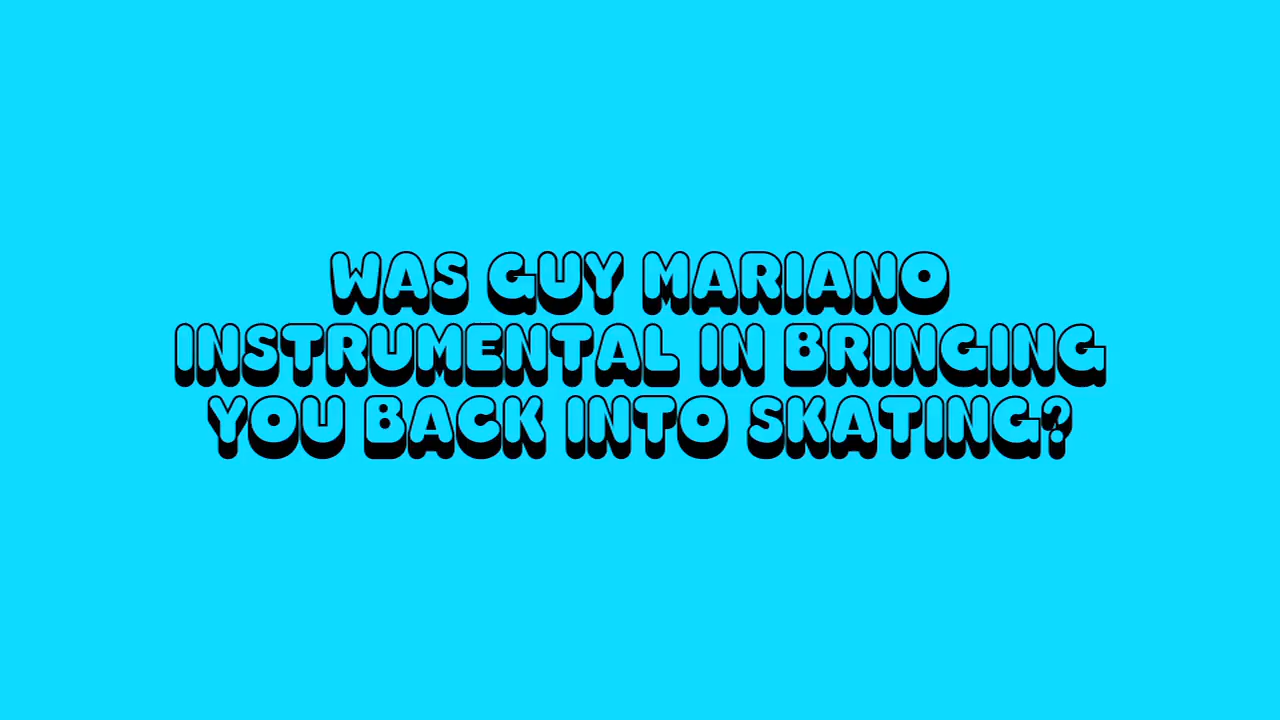 WAS GUY MARIANO
INSTRUMENTAL IN BRINGING
YOU BACK INTO SKATING?